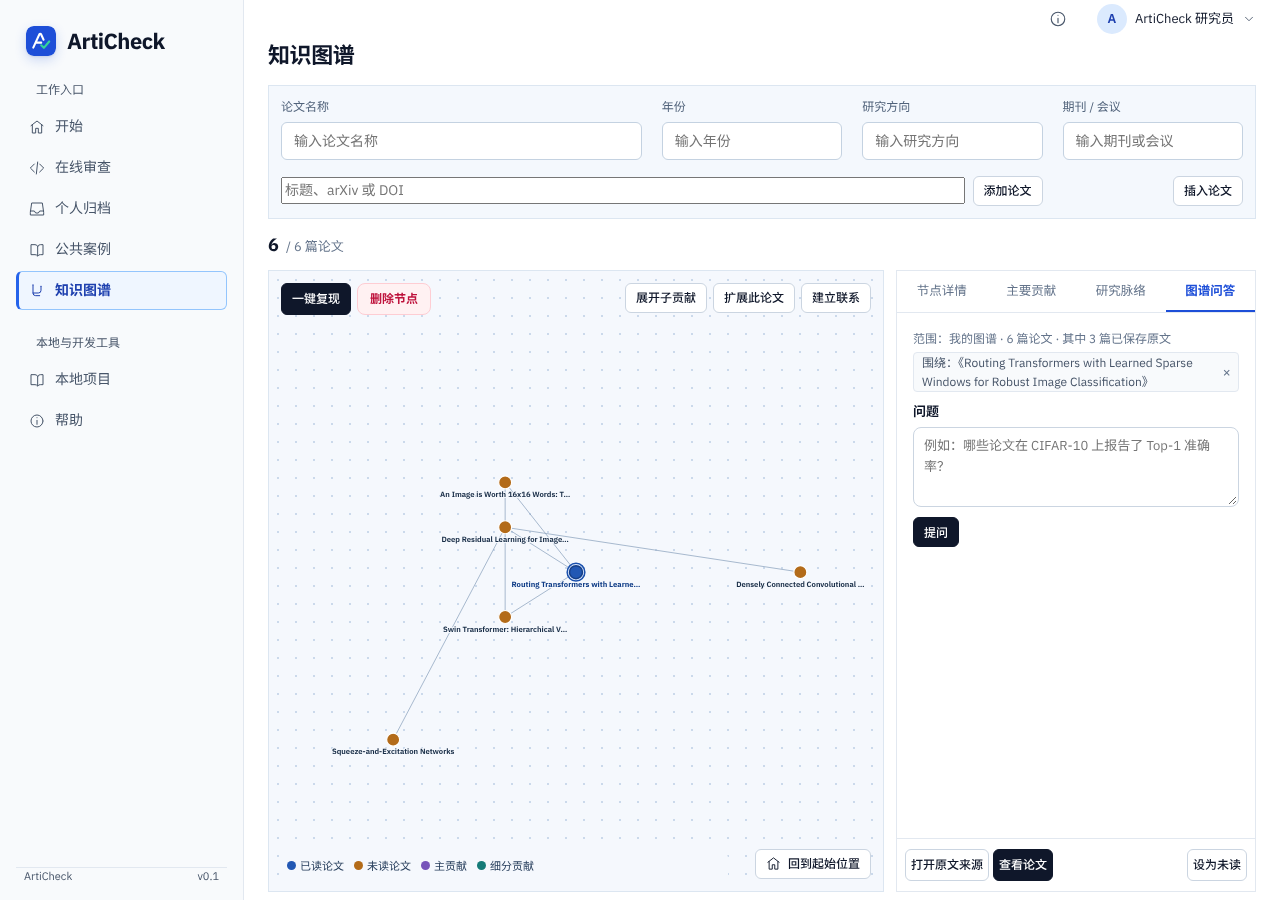 ArtiCheck
工作入口
开始
在线审查
个人归档
公共案例
知识图谱
本地与开发工具
本地项目
帮助
ArtiCheck
v0.1
A
ArtiCheck 研究员
知识图谱
论文名称
年份
研究方向
期刊 / 会议
输入论文名称
输入年份
输入研究方向
输入期刊或会议
标题、arXiv 或 DOI
添加论文
插入论文
6 / 6 篇论文
一键复现
删除节点
展开子贡献
扩展此论文
建立联系
An Image is Worth 16x16 Words: T...
Deep Residual Learning for Image...
Routing Transformers with Learne...
Densely Connected Convolutional ...
Swin Transformer: Hierarchical V...
Squeeze-and-Excitation Networks
已读论文
未读论文
主贡献
细分贡献
回到起始位置
节点详情
主要贡献
研究脉络
图谱问答
范围：我的图谱 · 6 篇论文 · 其中 3 篇已保存原文
围绕：《Routing Transformers with Learned Sparse
Windows for Robust Image Classification》
×
问题
例如：哪些论文在 CIFAR-10 上报告了 Top-1 准确
率？
提问
打开原文来源
查看论文
设为未读